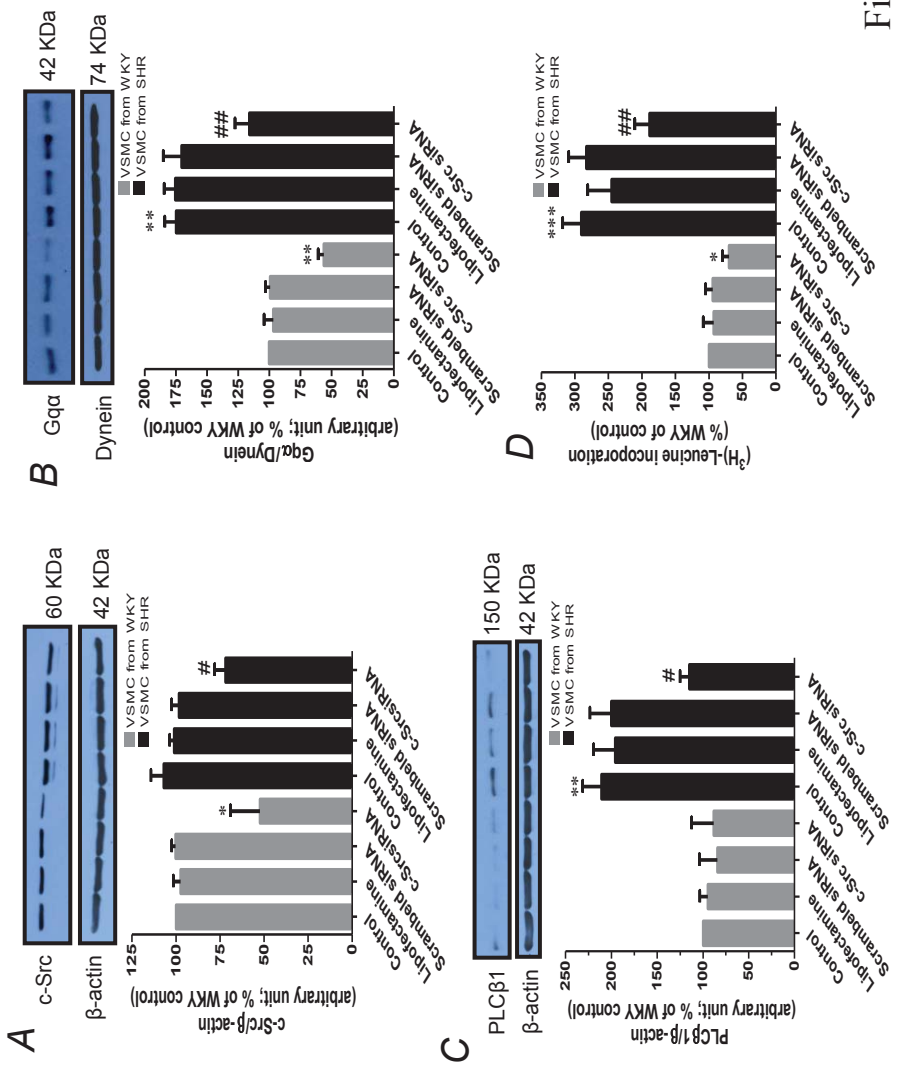 A
c-Src
60 KDa
β-actin
42 KDa
VSMC from WKY
VSMC from SHR
c-Src/β-actin
(arbitrary unit; % of WKY control)
125
100
75
50
25
0
*
#
Control
Lipofectamine
Scrambeld siRNA
c-SrcsiRNA
Control
Lipofectamine
Scrambeld siRNA
c-SrcsiRNA
B
Gqα
42 KDa
Dynein
74 KDa
VSMC from WKY
VSMC from SHR
Gqα/Dynein
(arbitrary unit; % of WKY control)
200
175
150
125
100
75
50
25
0
**
**
##
Control
Lipofectamine
Scrambeld siRNA
c-Src siRNA
Control
Lipofectamine
Scrambeld siRNA
c-Src siRNA
C
PLCβ1
150 KDa
β-actin
42 KDa
VSMC from WKY
VSMC from SHR
PLCβ1/β-actin
(arbitrary unit; % of WKY control)
250
200
150
100
50
0
**
#
Control
Lipofectamine
Scrambeld siRNA
c-Src siRNA
Control
Lipofectamine
Scrambeld siRNA
c-Src siRNA
D
VSMC from WKY
VSMC from SHR
(³H)-Leucine incoporation
(% WKY of control)
350
300
250
200
150
100
50
0
*
***
##
Control
Lipofectamine
Scrambeld siRNA
c-Src siRNA
Control
Lipofectamine
Scrambeld siRNA
c-Src siRNA
Fi